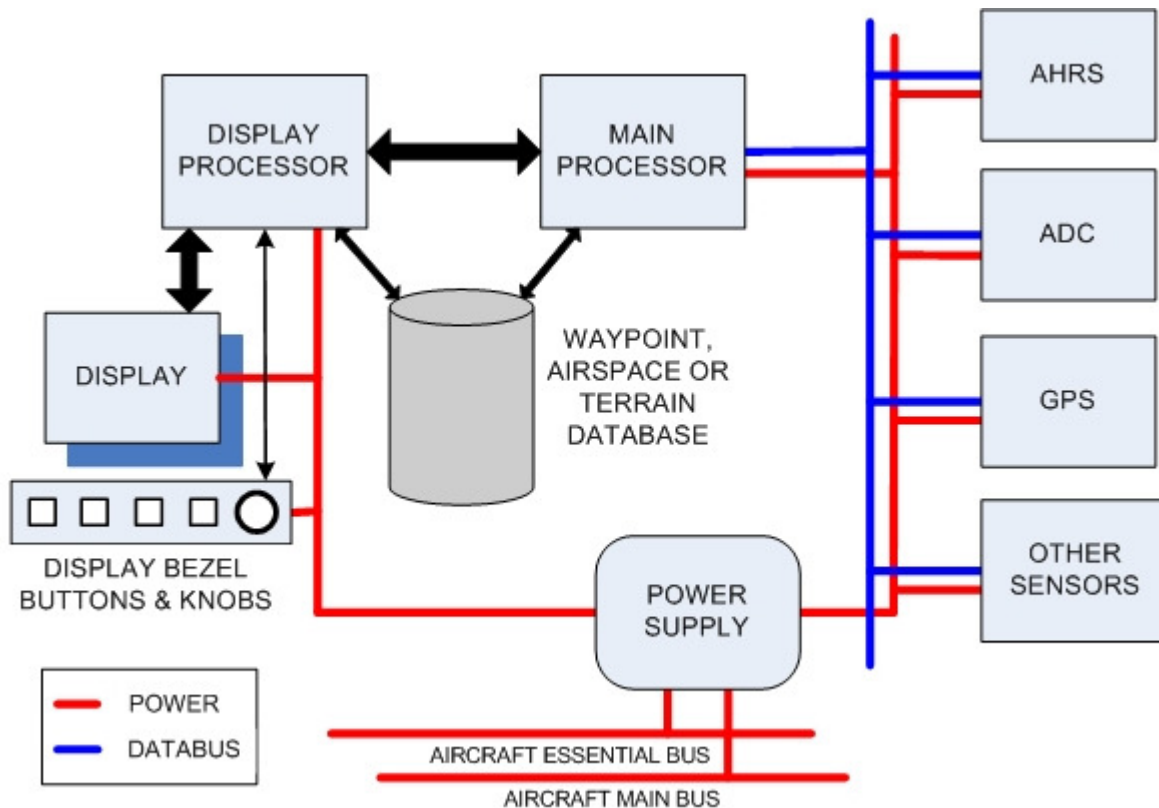 AHRS
DISPLAY
PROCESSOR
MAIN
PROCESSOR
ADC
DISPLAY
WAYPOINT,
AIRSPACE OR
TERRAIN
DATABASE
GPS
DISPLAY BEZEL
BUTTONS & KNOBS
POWER
SUPPLY
OTHER
SENSORS
POWER
DATABUS
AIRCRAFT ESSENTIAL BUS
AIRCRAFT MAIN BUS